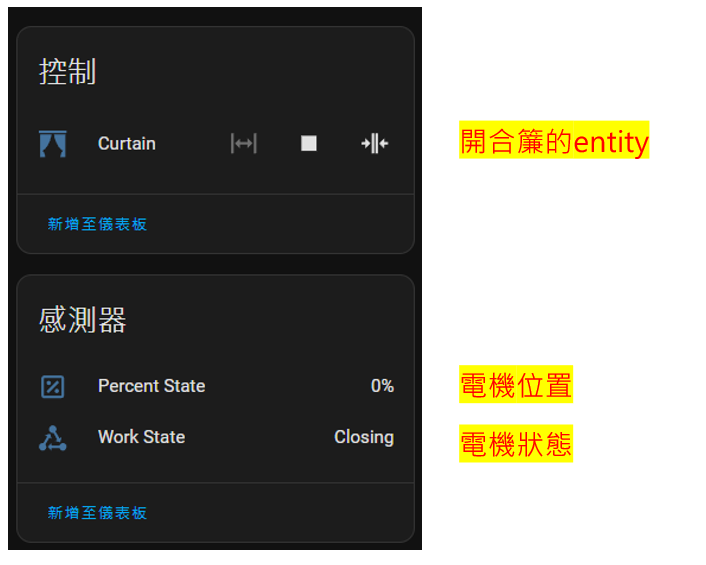 控制
Curtain
開合簾的entity
新增至儀表板
感測器
Percent State 0%
電機位置
Work State Closing
電機狀態
新增至儀表板